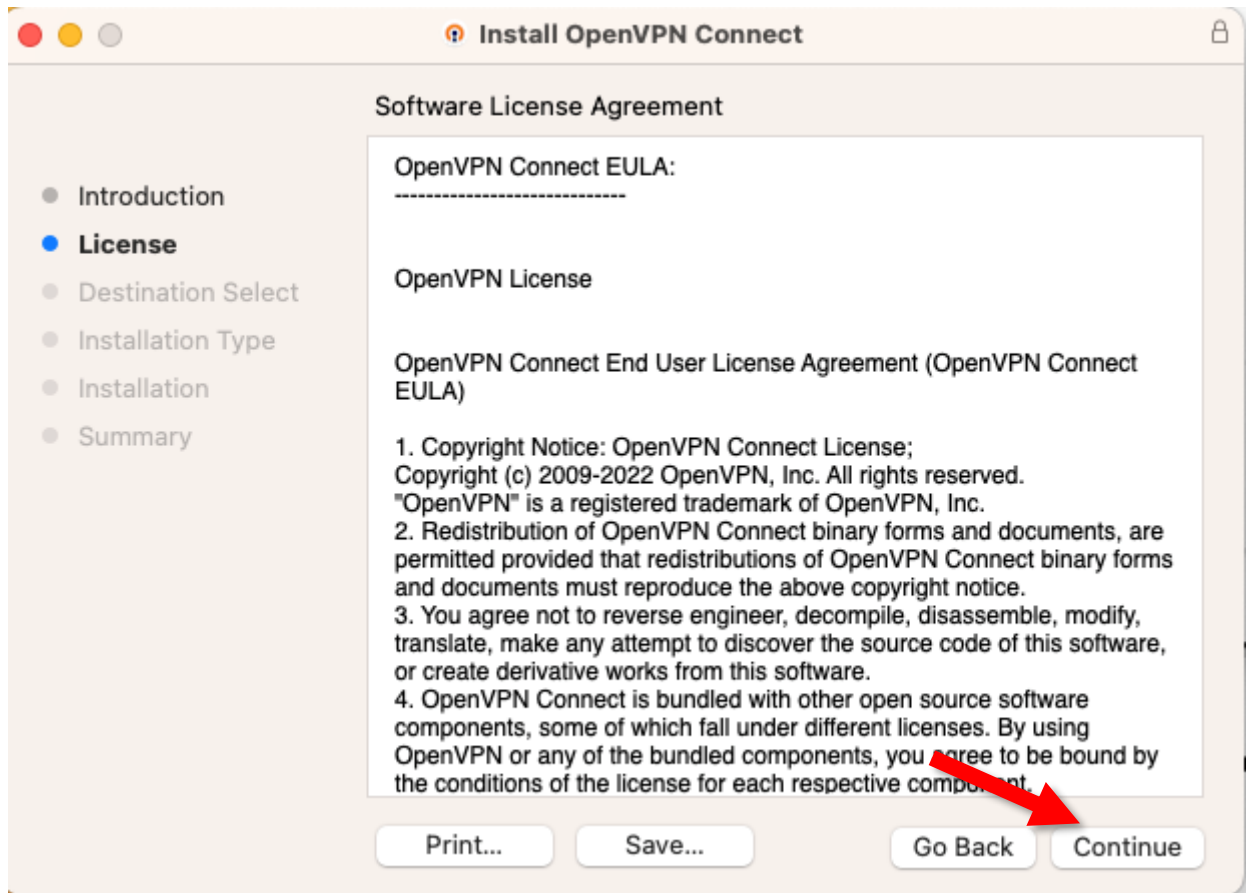 Install OpenVPN Connect
Software License Agreement
Introduction
License
Destination Select
Installation Type
Installation
Summary
OpenVPN Connect EULA:
-----------------------------
OpenVPN License
OpenVPN Connect End User License Agreement (OpenVPN Connect
EULA)
1. Copyright Notice: OpenVPN Connect License;
Copyright (c) 2009-2022 OpenVPN, Inc. All rights reserved.
"OpenVPN" is a registered trademark of OpenVPN, Inc.
2. Redistribution of OpenVPN Connect binary forms and documents, are
permitted provided that redistributions of OpenVPN Connect binary forms
and documents must reproduce the above copyright notice.
3. You agree not to reverse engineer, decompile, disassemble, modify,
translate, make any attempt to discover the source code of this software,
or create derivative works from this software.
4. OpenVPN Connect is bundled with other open source software
components, some of which fall under different licenses. By using
OpenVPN or any of the bundled components, you agree to be bound by
the conditions of the license for each respective component.
Print...
Save...
Go Back
Continue